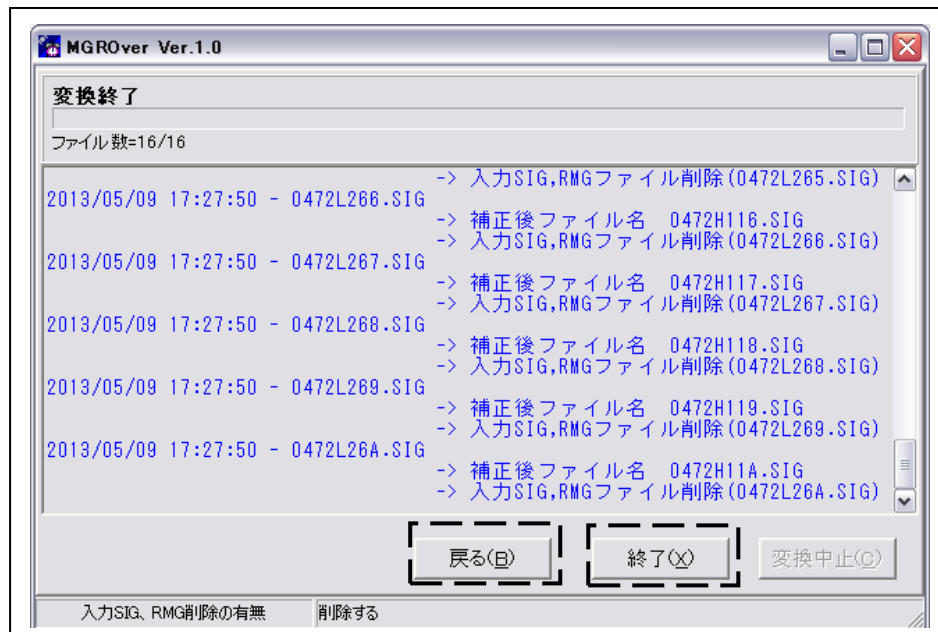 MGROver Ver.1.0
変換終了
ファイル数=16/16
-> 入力SIG,RMGファイル削除(0472L265.SIG)
2013/05/09 17:27:50 - 0472L266.SIG
-> 補正後ファイル名 0472H116.SIG
-> 入力SIG,RMGファイル削除(0472L266.SIG)
2013/05/09 17:27:50 - 0472L267.SIG
-> 補正後ファイル名 0472H117.SIG
-> 入力SIG,RMGファイル削除(0472L267.SIG)
2013/05/09 17:27:50 - 0472L268.SIG
-> 補正後ファイル名 0472H118.SIG
-> 入力SIG,RMGファイル削除(0472L268.SIG)
2013/05/09 17:27:50 - 0472L269.SIG
-> 補正後ファイル名 0472H119.SIG
-> 入力SIG,RMGファイル削除(0472L269.SIG)
2013/05/09 17:27:50 - 0472L26A.SIG
-> 補正後ファイル名 0472H11A.SIG
-> 入力SIG,RMGファイル削除(0472L26A.SIG)
戻る(B) 終了(X) 変換中止(C)
入力SIG、RMG削除の有無 削除する